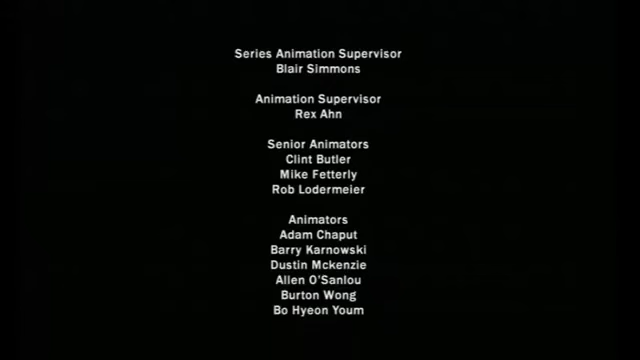 Series Animation Supervisor
Blair Simmons
Animation Supervisor
Rex Ahn
Senior Animators
Clint Butler
Mike Fetterly
Rob Lodermeier
Animators
Adam Chaput
Barry Karnowski
Dustin Mckenzie
Allen O'Sanlou
Burton Wong
Bo Hyeon Youm